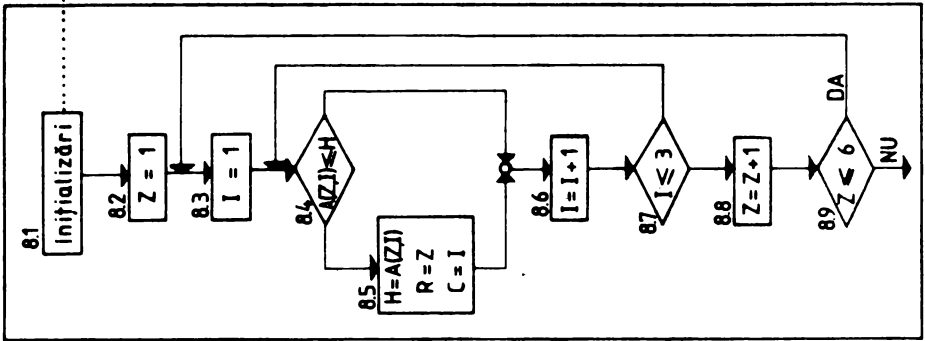 8.1
Inițializări
8.2
Z = 1
8.3
I = 1
8.4
A(Z,I) ≤ H
8.5
H=A(Z,I)
R = Z
C = I
8.6
I = I+1
8.7
I ≤ 3
8.8
Z = Z+1
8.9
Z ≤ 6
DA
NU